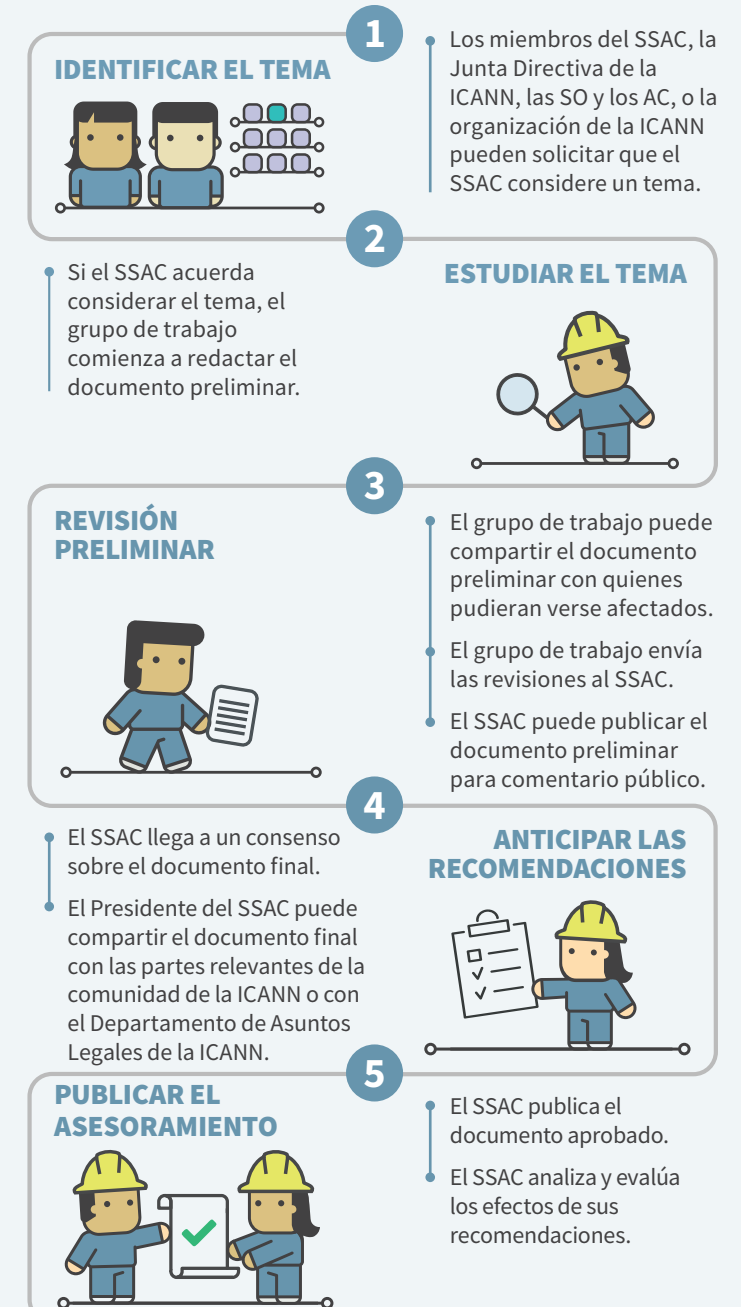 1
IDENTIFICAR EL TEMA
Los miembros del SSAC, la
Junta Directiva de la
ICANN, las SO y los AC, o la
organización de la ICANN
pueden solicitar que el
SSAC considere un tema.
2
ESTUDIAR EL TEMA
Si el SSAC acuerda
considerar el tema, el
grupo de trabajo
comienza a redactar el
documento preliminar.
3
REVISIÓN
PRELIMINAR
El grupo de trabajo puede
compartir el documento
preliminar con quienes
pudieran verse afectados.
El grupo de trabajo envía
las revisiones al SSAC.
El SSAC puede publicar el
documento preliminar
para comentario público.
4
ANTICIPAR LAS
RECOMENDACIONES
El SSAC llega a un consenso
sobre el documento final.
El Presidente del SSAC puede
compartir el documento final
con las partes relevantes de la
comunidad de la ICANN o con
el Departamento de Asuntos
Legales de la ICANN.
5
PUBLICAR EL
ASESORAMIENTO
El SSAC publica el
documento aprobado.
El SSAC analiza y evalúa
los efectos de sus
recomendaciones.